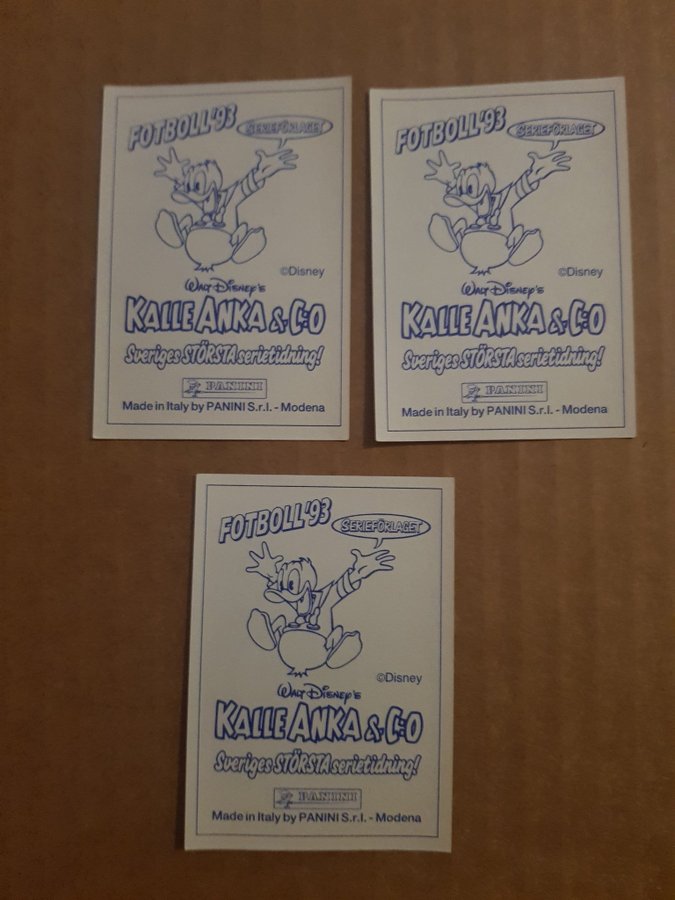 FOTBOLL'93
SERIEFÖRLAGET
©Disney
WALT DISNEY'S
KALLE ANKA & C:O
Sveriges STÖRSTA serietidning!
PANINI
Made in Italy by PANINI S.r.l. - Modena
FOTBOLL'93
SERIEFÖRLAGET
©Disney
WALT DISNEY'S
KALLE ANKA & C:O
Sveriges STÖRSTA serietidning!
PANINI
Made in Italy by PANINI S.r.l. - Modena
FOTBOLL'93
SERIEFÖRLAGET
©Disney
WALT DISNEY'S
KALLE ANKA & C:O
Sveriges STÖRSTA serietidning!
PANINI
Made in Italy by PANINI S.r.l. - Modena